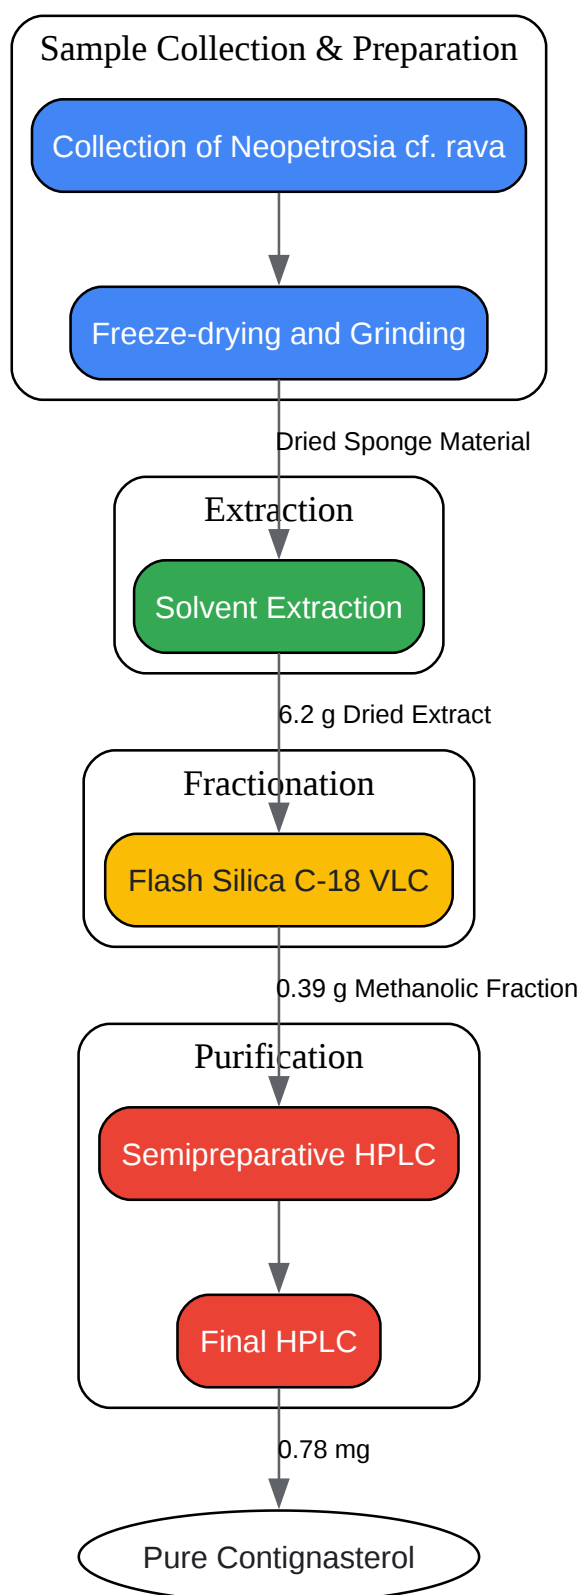 Sample Collection & Preparation
Collection of Neopetrosia cf. rava
Freeze-drying and Grinding
Dried Sponge Material
Extraction
Solvent Extraction
6.2 g Dried Extract
Fractionation
Flash Silica C-18 VLC
0.39 g Methanolic Fraction
Purification
Semipreparative HPLC
Final HPLC
0.78 mg
Pure Contignasterol